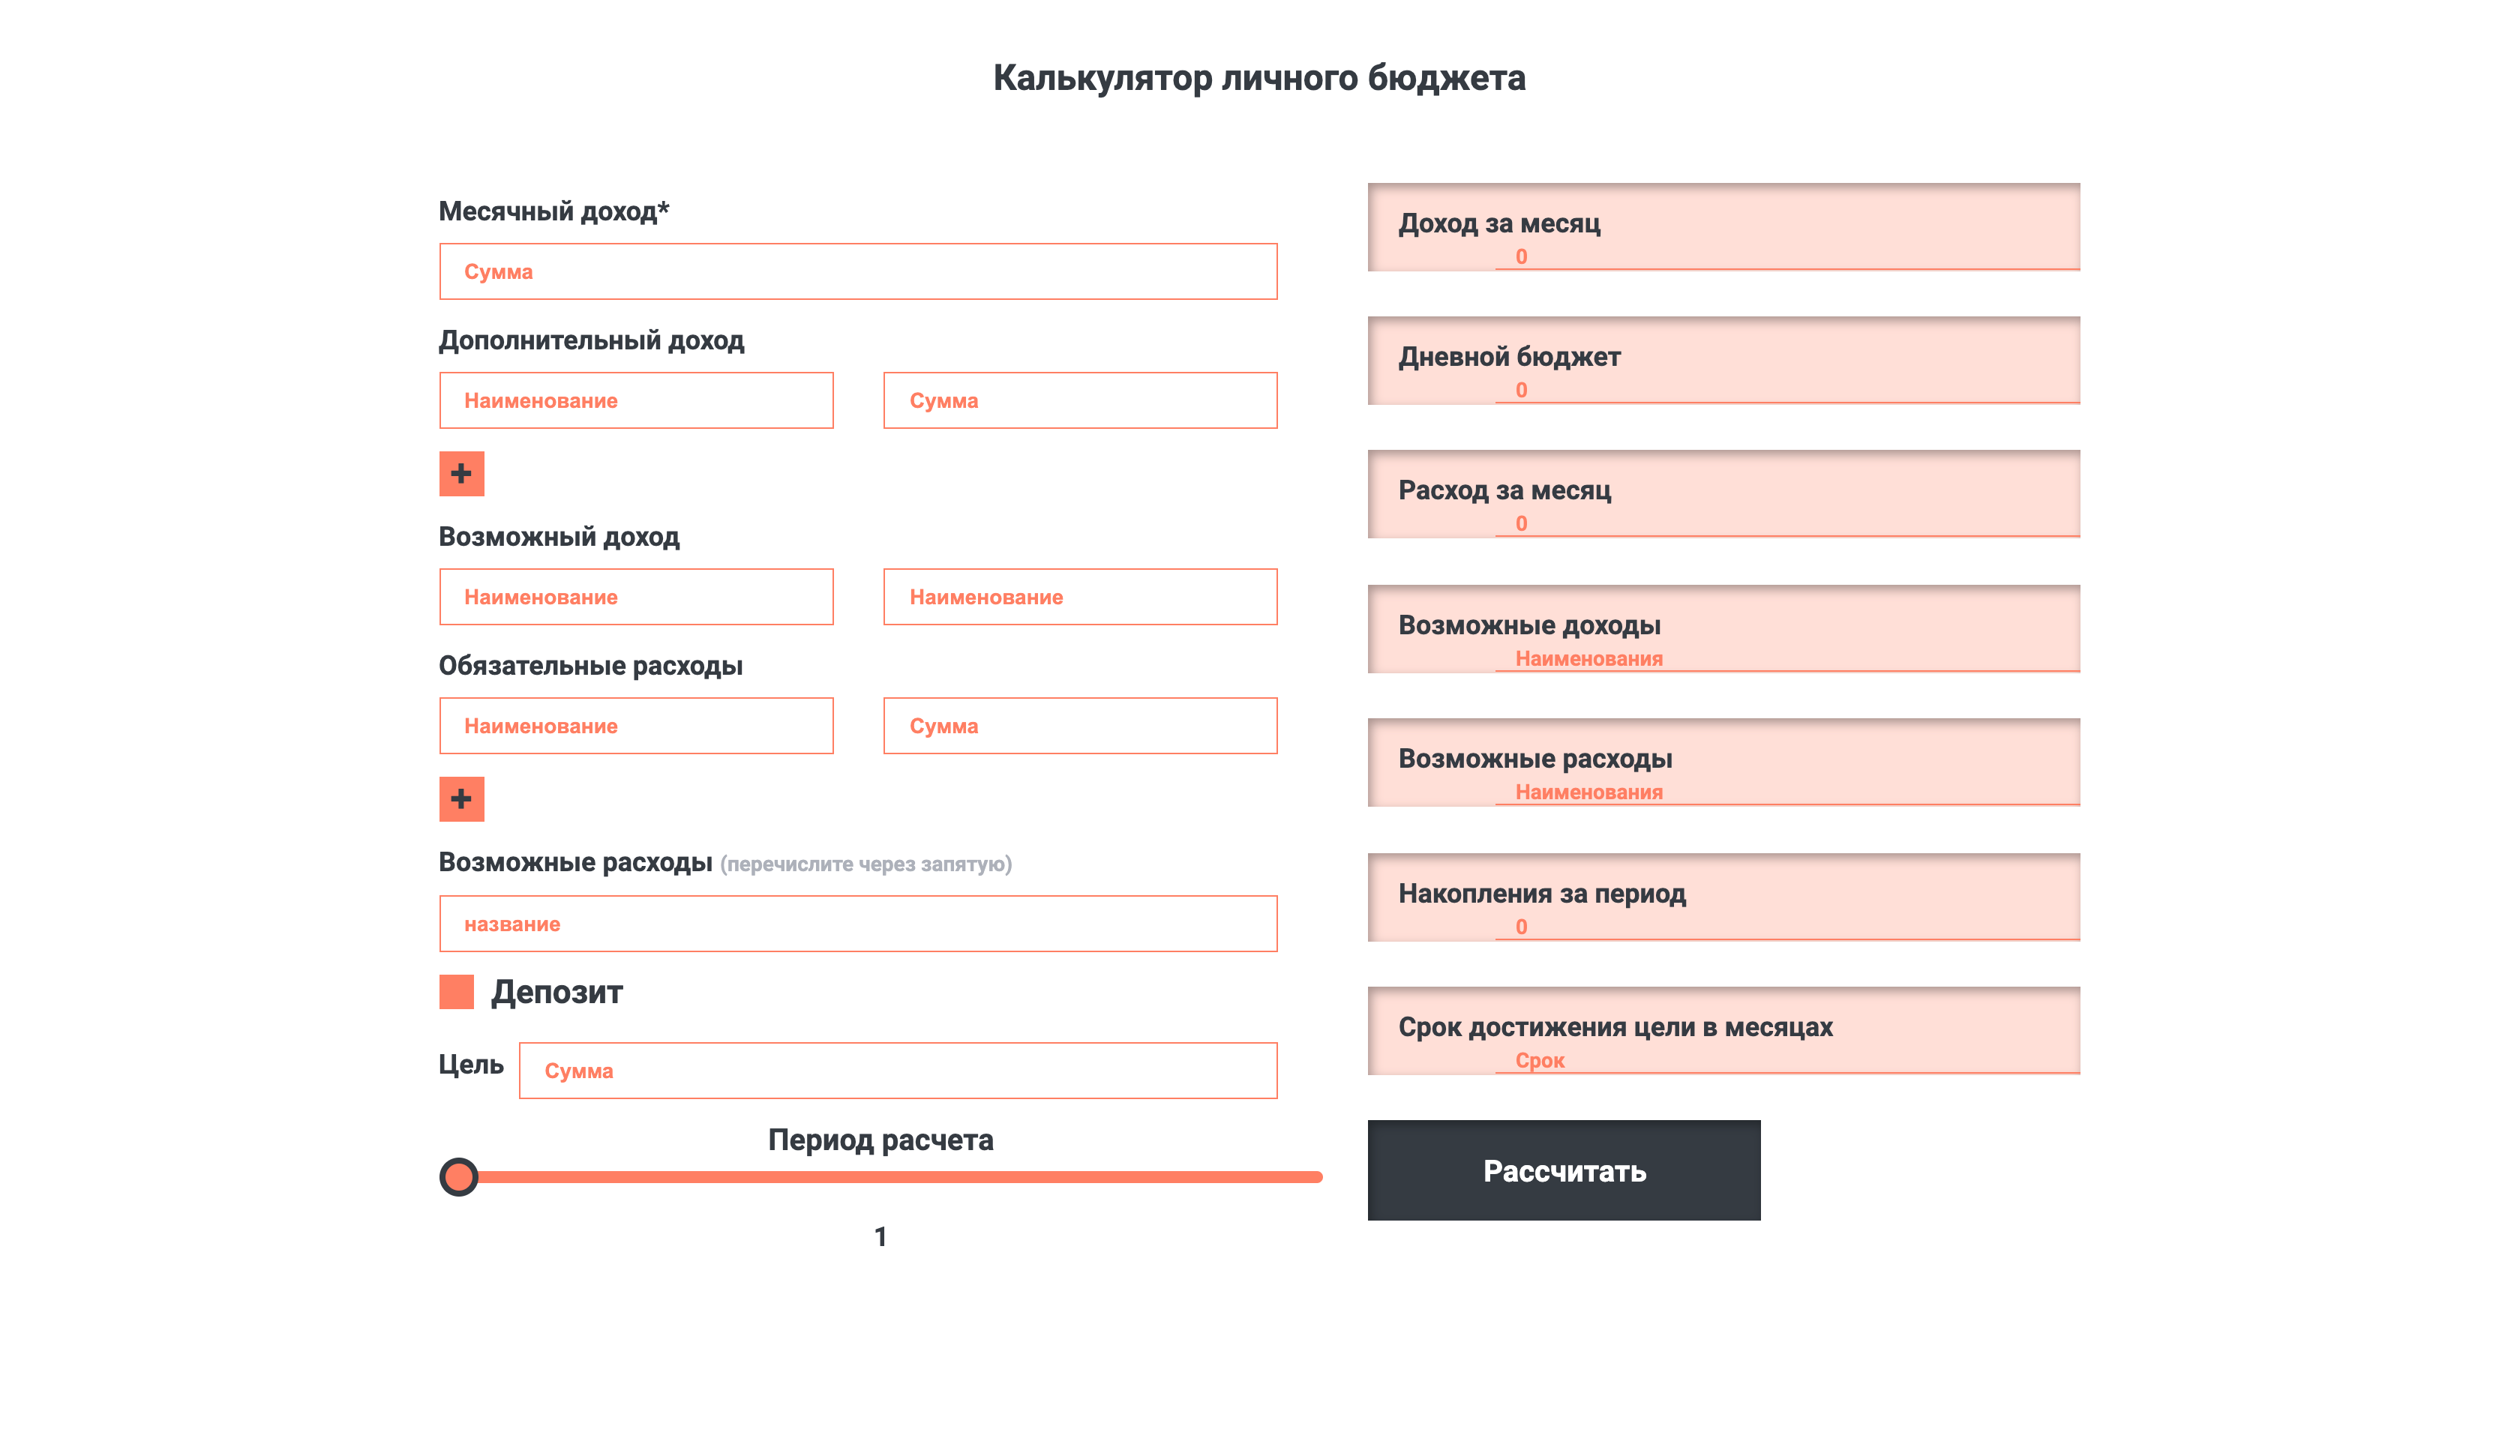 Калькулятор личного бюджета
Месячный доход*
Сумма
Дополнительный доход
Наименование
Сумма
+
Возможный доход
Наименование
Наименование
Обязательные расходы
Наименование
Сумма
+
Возможные расходы (перечислите через запятую)
название
Депозит
Цель
Сумма
Период расчета
1
Доход за месяц
0
Дневной бюджет
0
Расход за месяц
0
Возможные доходы
Наименования
Возможные расходы
Наименования
Накопления за период
0
Срок достижения цели в месяцах
Срок
Рассчитать